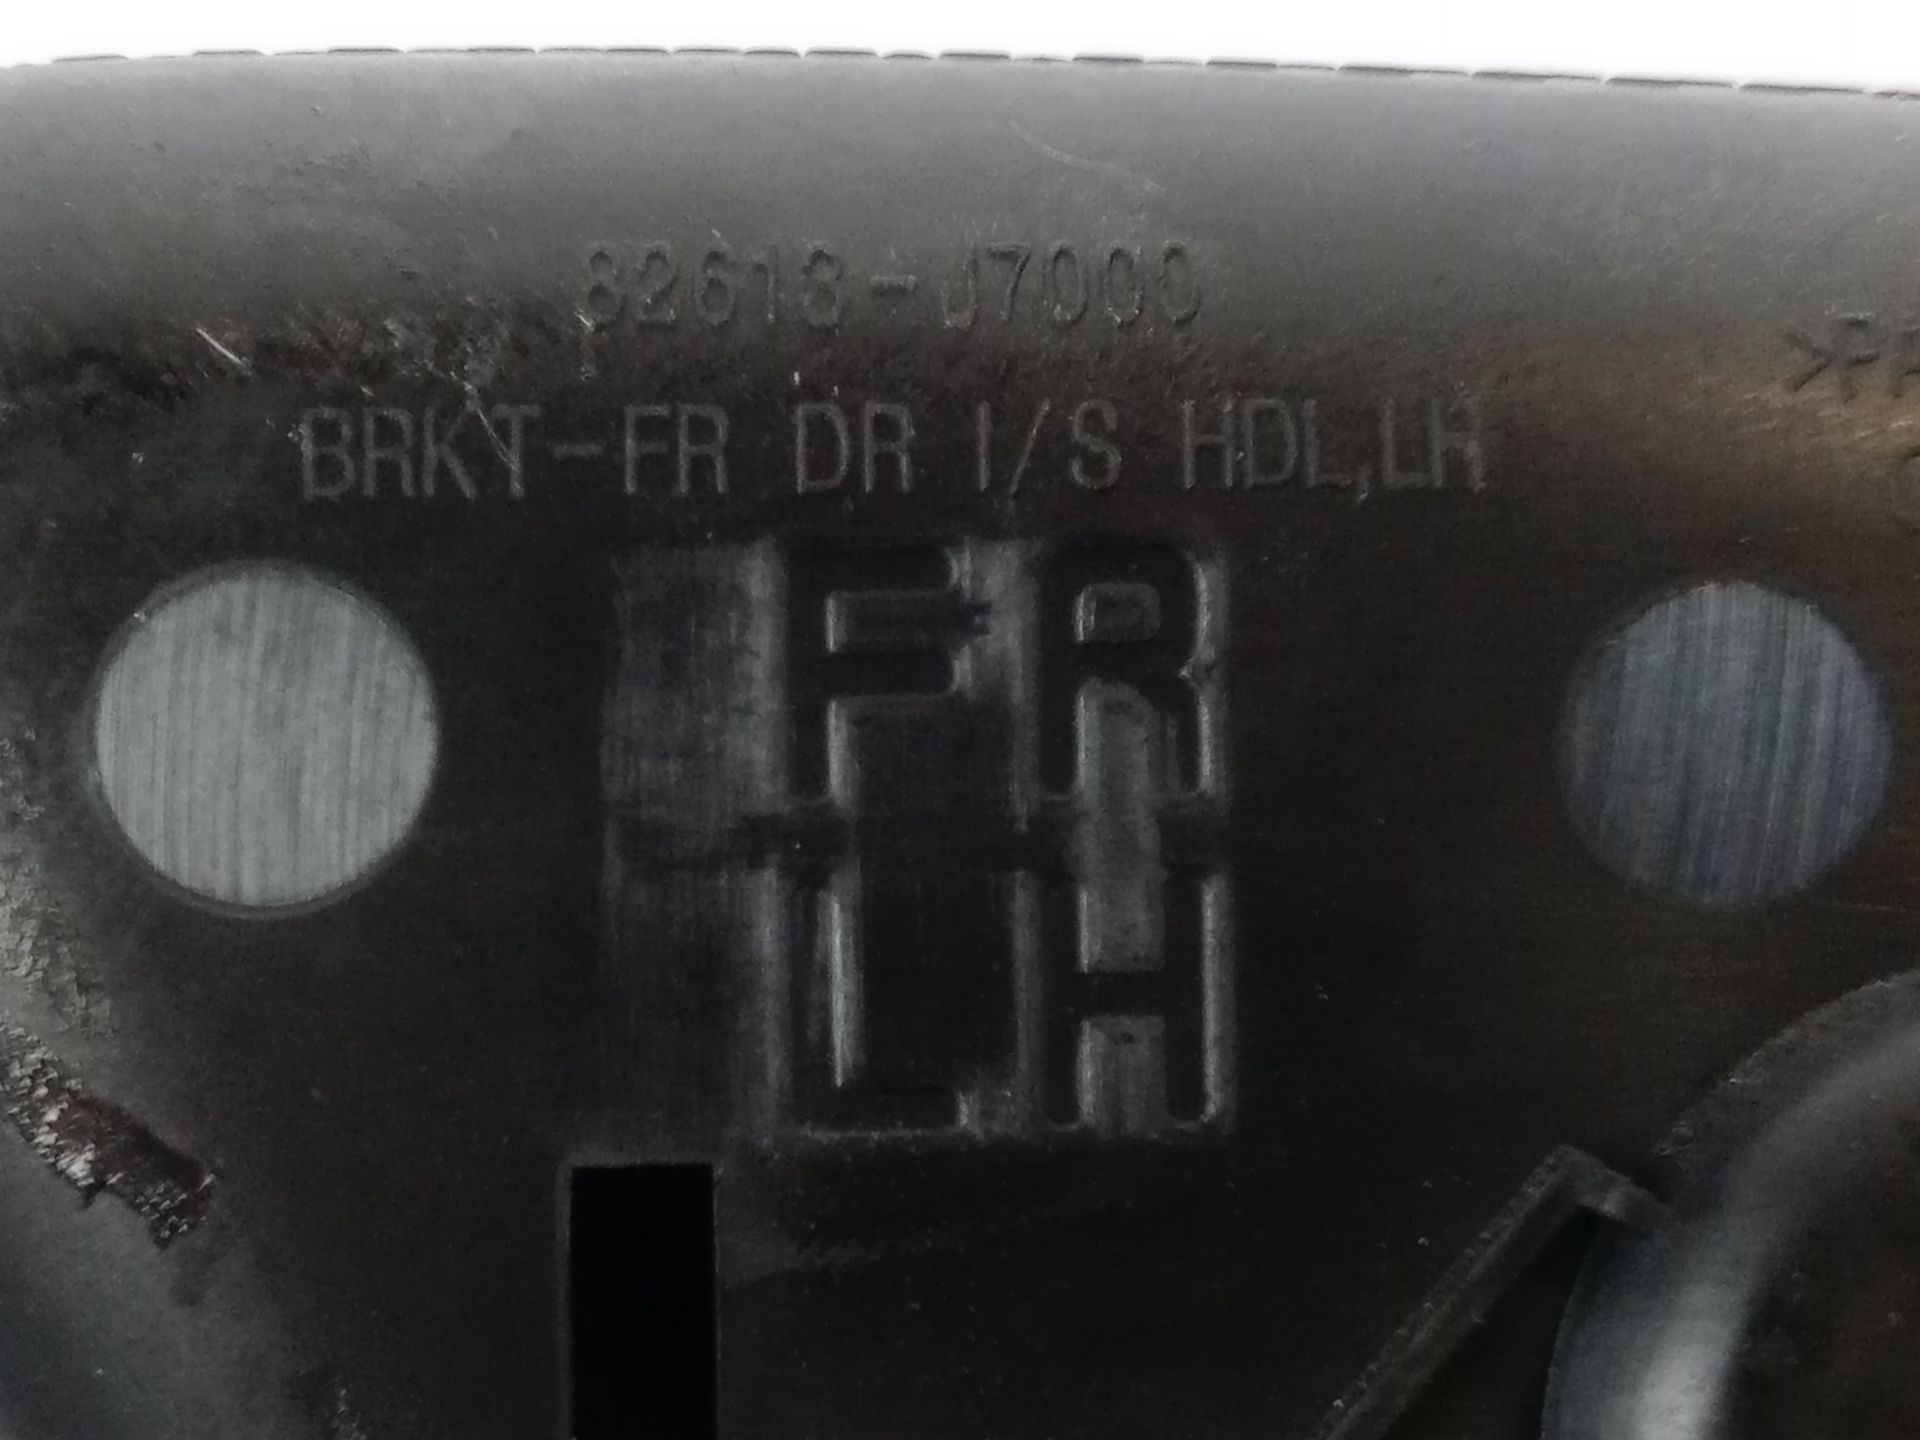 82613-J7000
BRKT-FR DR I/S HDL,LH
FR
LH